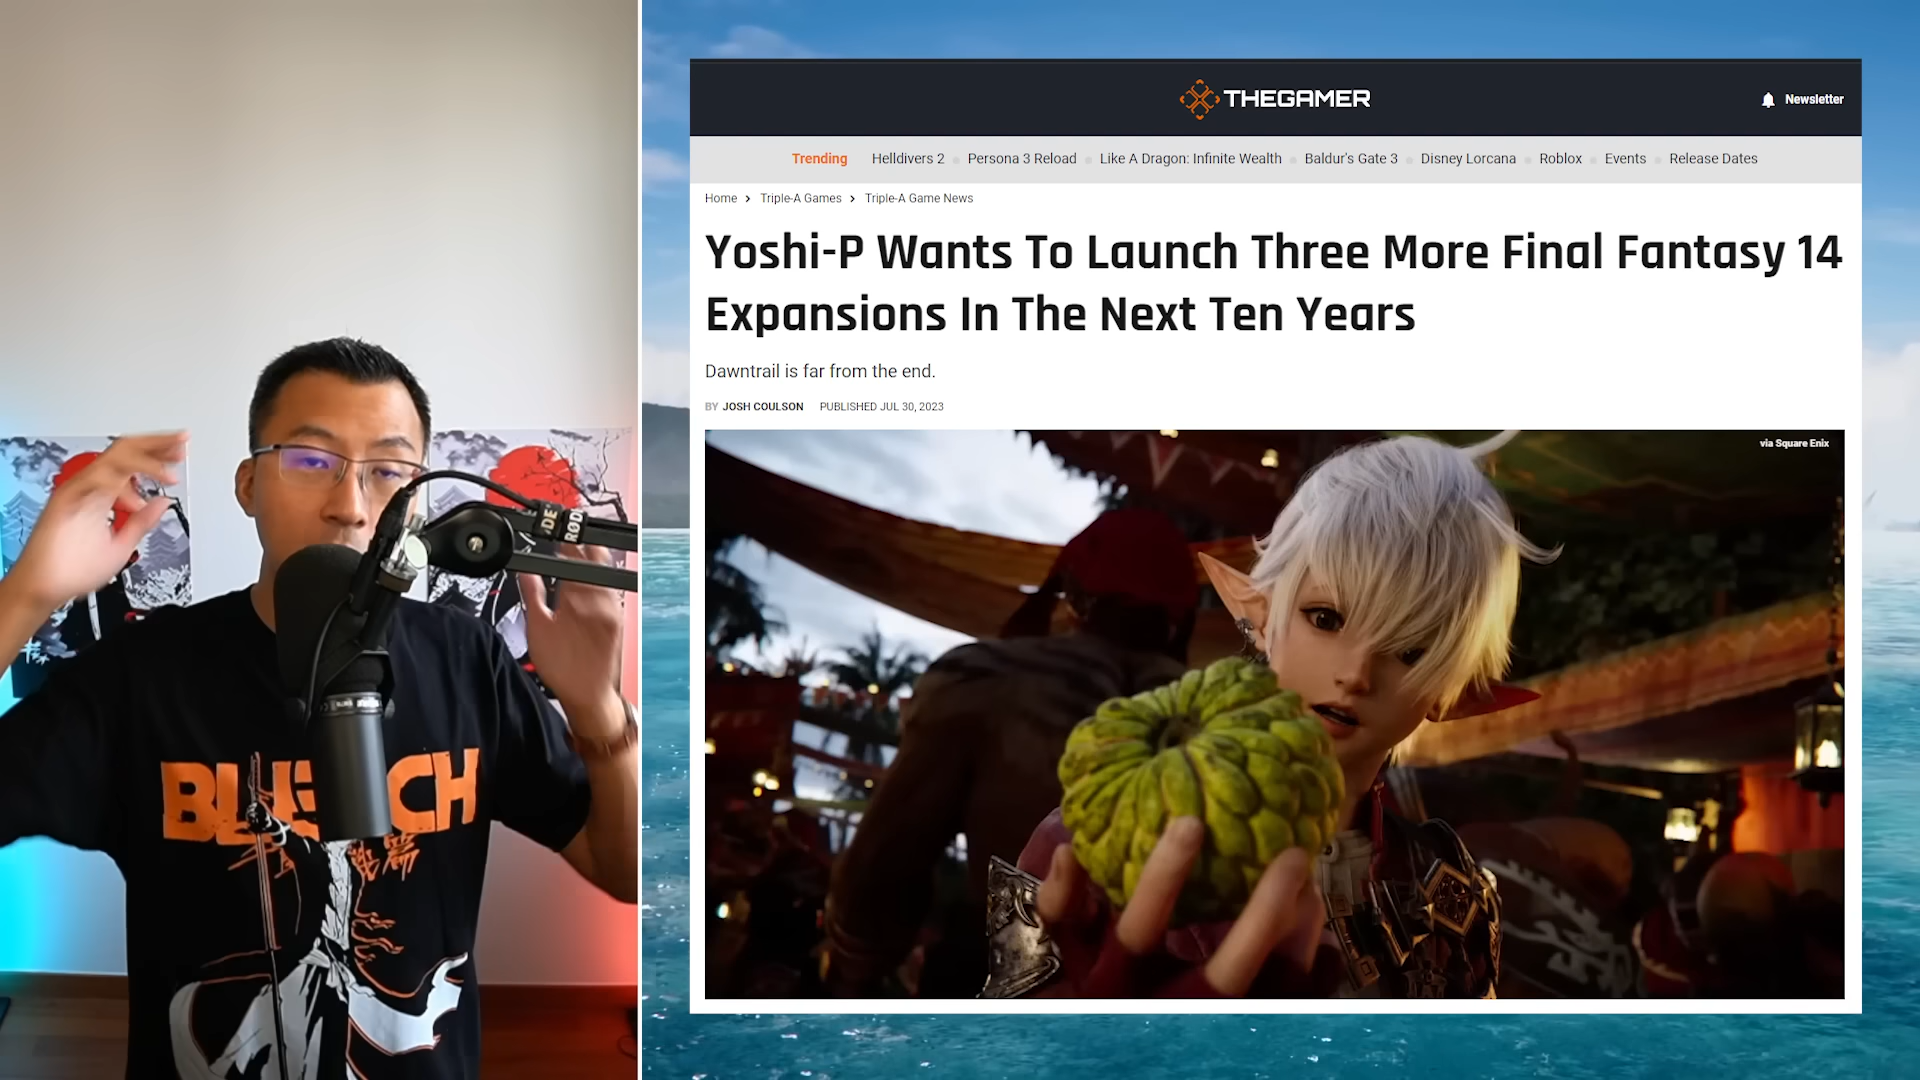 THEGAMER
Newsletter
Trending Helldivers 2 Persona 3 Reload Like A Dragon: Infinite Wealth Baldur's Gate 3 Disney Lorcana Roblox Events Release Dates
Home > Triple-A Games > Triple-A Game News
Yoshi-P Wants To Launch Three More Final Fantasy 14
Expansions In The Next Ten Years
Dawntrail is far from the end.
BY JOSH COULSON PUBLISHED JUL 30, 2023
via Square Enix
RØDE